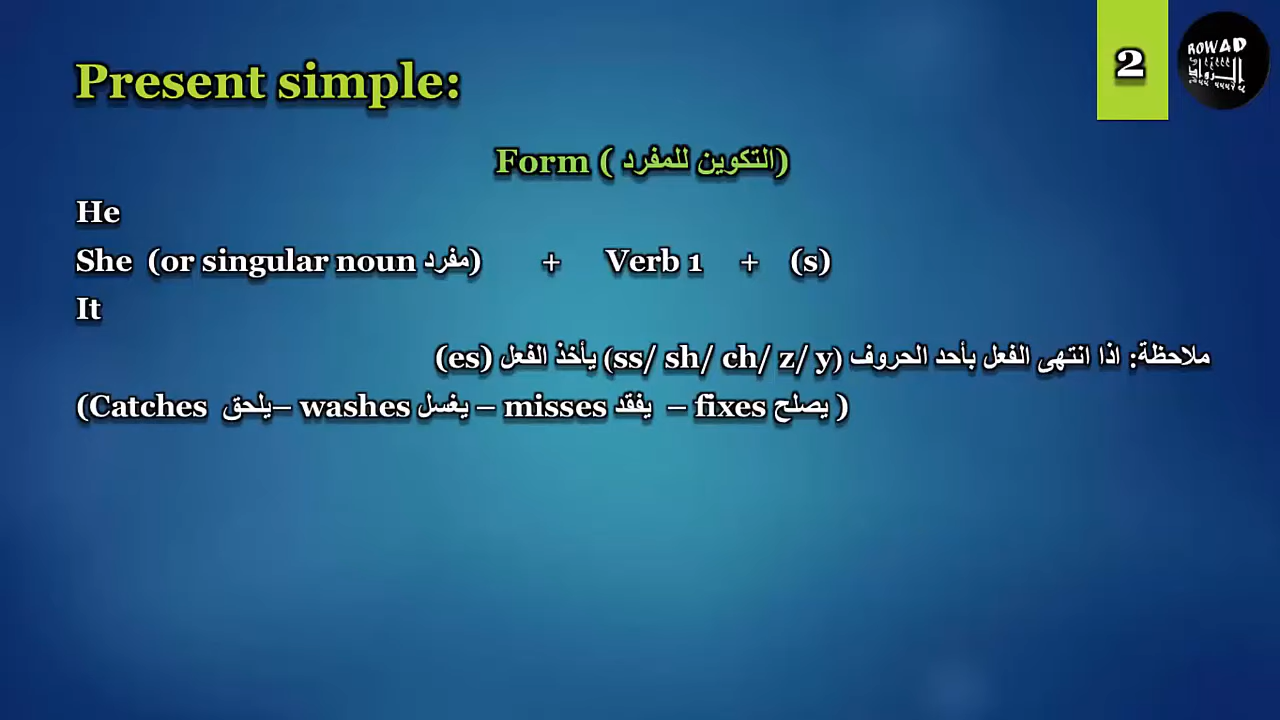 Present simple:
2
ROWAD
الرواد
Form ( التكوين للمفرد)
He
She (or singular noun مفرد) + Verb 1 + (s)
It
ملاحظة: اذا انتهى الفعل بأحد الحروف (ss/ sh/ ch/ z/ y) يأخذ الفعل (es)
(Catches يلحق – washes يغسل – misses يفقد – fixes يصلح )